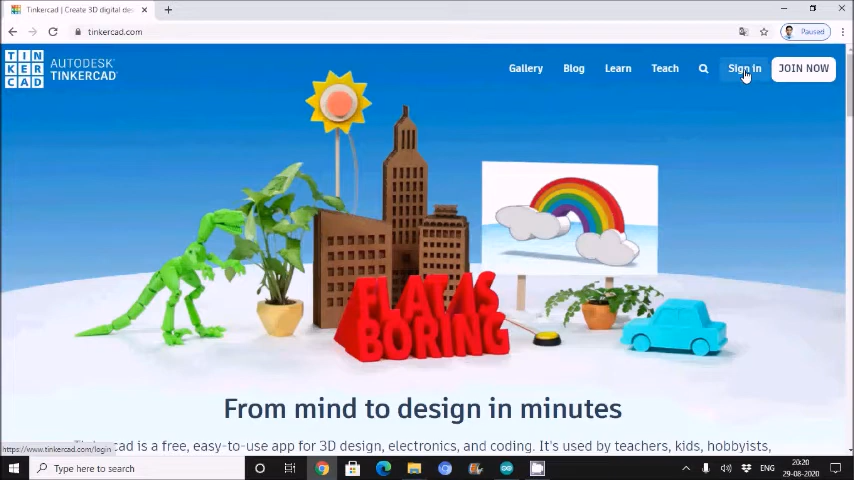 Tinkercad | Create 3D digital des
tinkercad.com
Paused
TIN
KER
CAD
AUTODESK
TINKERCAD
Gallery
Blog
Learn
Teach
Sign in
JOIN NOW
FLAT IS
BORING
From mind to design in minutes
Tinkercad is a free, easy-to-use app for 3D design, electronics, and coding. It's used by teachers, kids, hobbyists,
https://www.tinkercad.com/login
Type here to search
ENG
20:20
29-08-2020